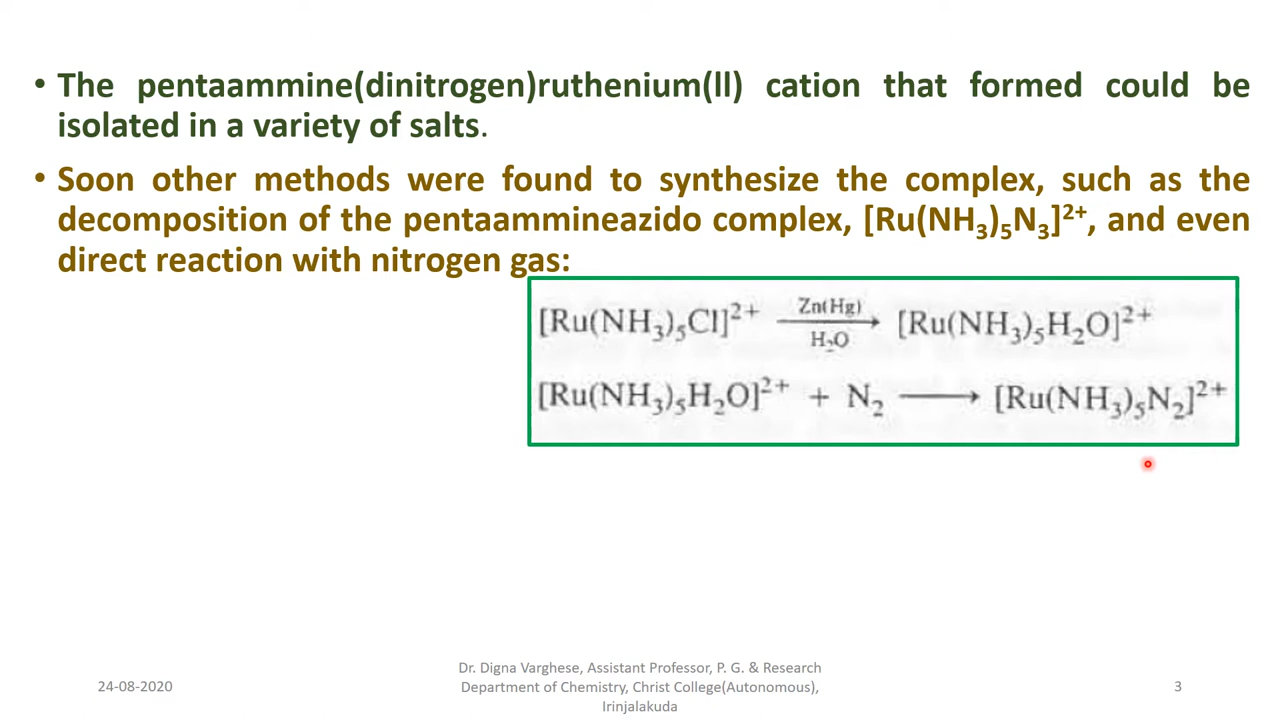 • The pentaammine(dinitrogen)ruthenium(ll) cation that formed could be
isolated in a variety of salts.
• Soon other methods were found to synthesize the complex, such as the
decomposition of the pentaammineazido complex, [Ru(NH₃)₅N₃]²⁺, and even
direct reaction with nitrogen gas:
[Ru(NH₃)₅Cl]²⁺ Zn(Hg) → H₂O [Ru(NH₃)₅H₂O]²⁺
[Ru(NH₃)₅H₂O]²⁺ + N₂ → [Ru(NH₃)₅N₂]²⁺
24-08-2020
Dr. Digna Varghese, Assistant Professor, P. G. & Research
Department of Chemistry, Christ College(Autonomous),
Irinjalakuda
3